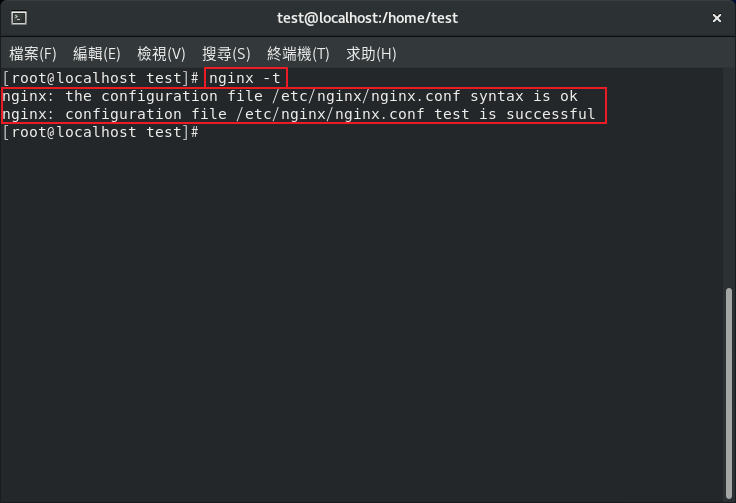 test@localhost:/home/test
檔案(F) 編輯(E) 檢視(V) 搜尋(S) 終端機(T) 求助(H)
[root@localhost test]# nginx -t
nginx: the configuration file /etc/nginx/nginx.conf syntax is ok
nginx: configuration file /etc/nginx/nginx.conf test is successful
[root@localhost test]#